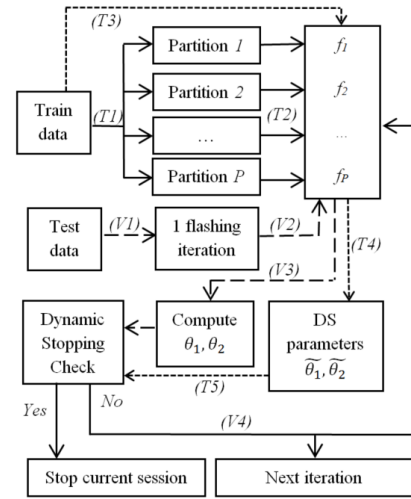 (T3)
Partition 1
f1
Train data
(T1)
Partition 2
f2
...
(T2)
...
Partition P
fP
Test data
(V1)
1 flashing iteration
(V2)
(T4)
(V3)
Dynamic Stopping Check
Compute θ₁, θ₂
DS parameters θ̃₁, θ̃₂
(T5)
Yes
No
(V4)
Stop current session
Next iteration